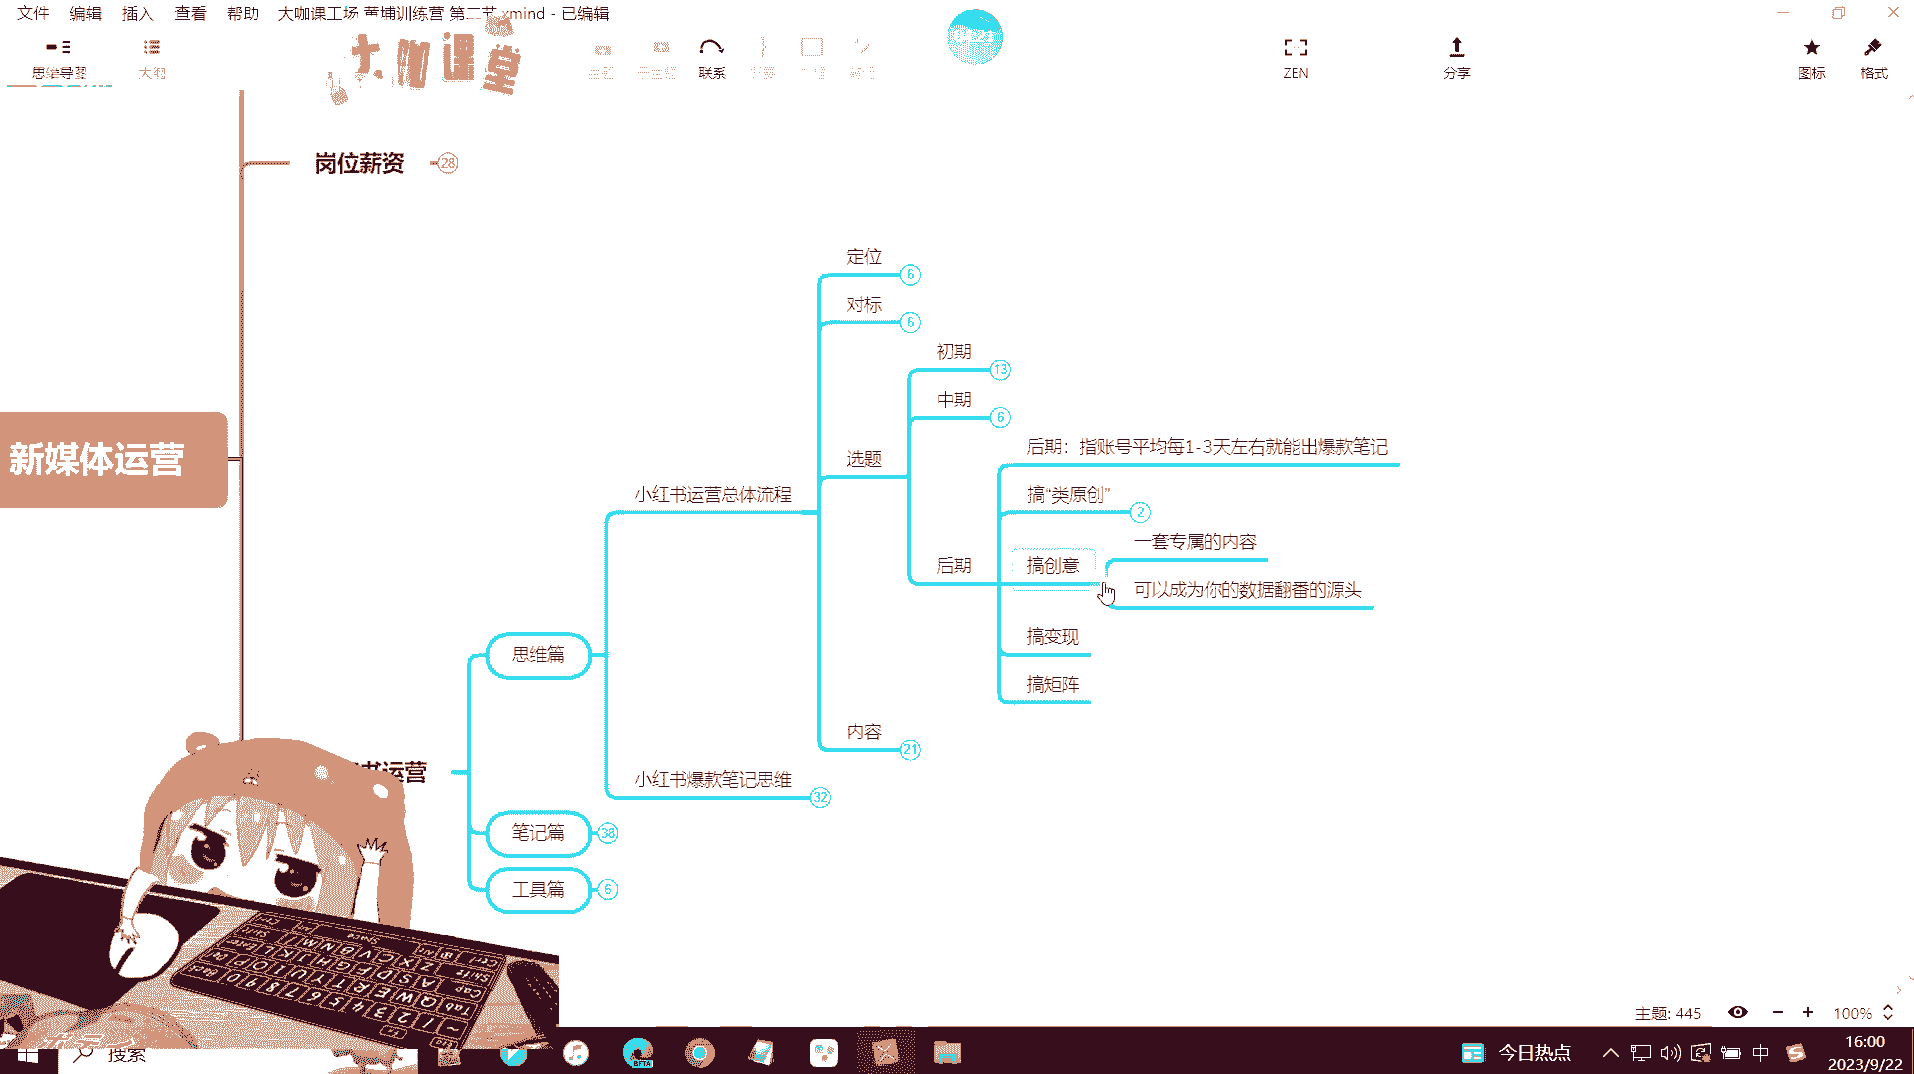 文件 编辑 插入 查看 帮助 大咖课工场 黄埔训练营 第二节.xmind - 已编辑
思维导图 大纲 大咖课堂 联系 ZEN 分享 图标 格式
岗位薪资 28
定位 6
对标 6
初期 13
中期 6
后期：指账号平均每1-3天左右就能出爆款笔记
选题
新媒体运营
小红书运营总体流程
搞“类原创” 2
一套专属的内容
后期
搞创意
可以成为你的数据翻番的源头
搞变现
思维篇
搞矩阵
内容 21
书运营
小红书爆款笔记思维 32
笔记篇 38
工具篇 6
主题: 445 100%
搜索
今日热点
中
16:00
2023/9/22